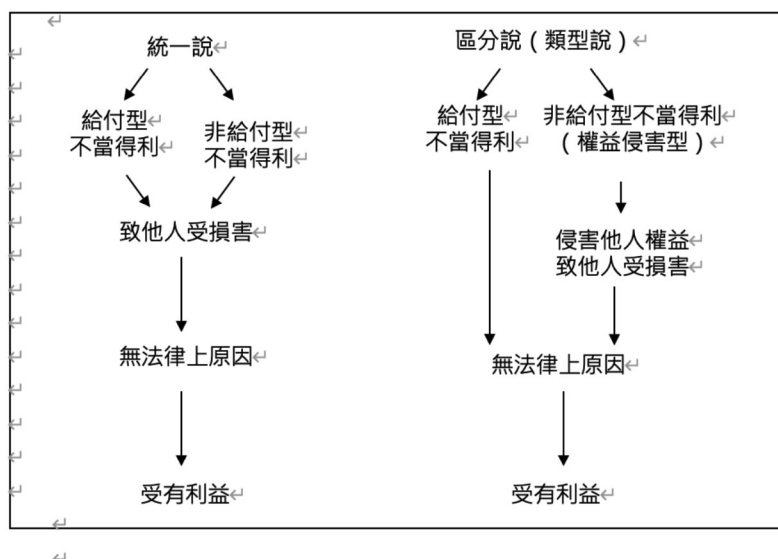 統一說
給付型
不當得利
非給付型
不當得利
致他人受損害
無法律上原因
受有利益
區分說（類型說）
給付型
不當得利
非給付型不當得利
（權益侵害型）
侵害他人權益
致他人受損害
無法律上原因
受有利益